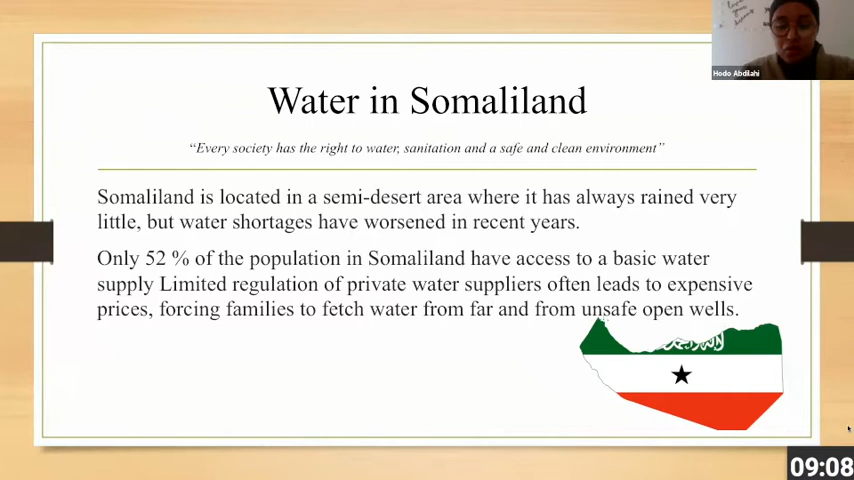 Hodo Abdilahi
Water in Somaliland
“Every society has the right to water, sanitation and a safe and clean environment”
Somaliland is located in a semi-desert area where it has always rained very
little, but water shortages have worsened in recent years.
Only 52 % of the population in Somaliland have access to a basic water
supply Limited regulation of private water suppliers often leads to expensive
prices, forcing families to fetch water from far and from unsafe open wells.
09:08